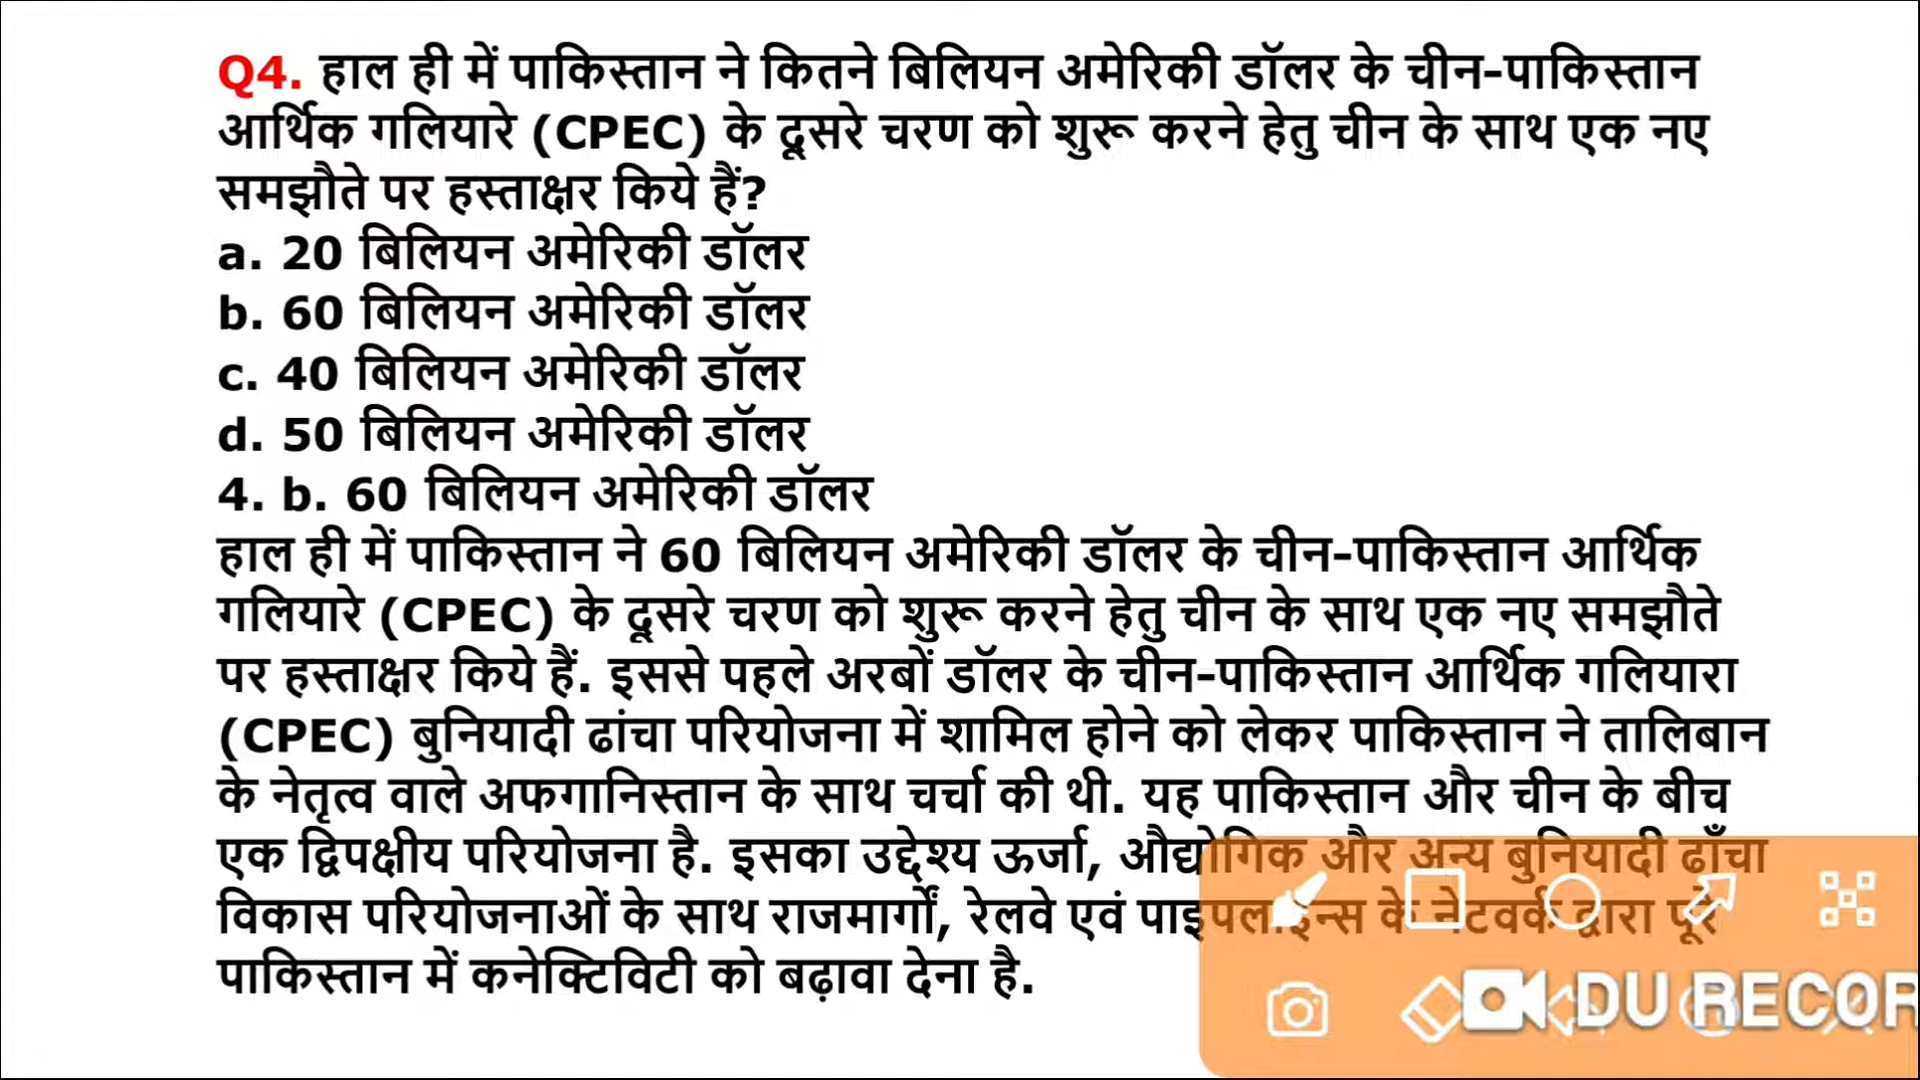 Q4. हाल ही में पाकिस्तान ने कितने बिलियन अमेरिकी डॉलर के चीन-पाकिस्तान
आर्थिक गलियारे (CPEC) के दूसरे चरण को शुरू करने हेतु चीन के साथ एक नए
समझौते पर हस्ताक्षर किये हैं?
a. 20 बिलियन अमेरिकी डॉलर
b. 60 बिलियन अमेरिकी डॉलर
c. 40 बिलियन अमेरिकी डॉलर
d. 50 बिलियन अमेरिकी डॉलर
4. b. 60 बिलियन अमेरिकी डॉलर
हाल ही में पाकिस्तान ने 60 बिलियन अमेरिकी डॉलर के चीन-पाकिस्तान आर्थिक
गलियारे (CPEC) के दूसरे चरण को शुरू करने हेतु चीन के साथ एक नए समझौते
पर हस्ताक्षर किये हैं. इससे पहले अरबों डॉलर के चीन-पाकिस्तान आर्थिक गलियारा
(CPEC) बुनियादी ढांचा परियोजना में शामिल होने को लेकर पाकिस्तान ने तालिबान
के नेतृत्व वाले अफगानिस्तान के साथ चर्चा की थी. यह पाकिस्तान और चीन के बीच
एक द्विपक्षीय परियोजना है. इसका उद्देश्य ऊर्जा, औद्योगिक और अन्य बुनियादी ढाँचा
विकास परियोजनाओं के साथ राजमार्गों, रेलवे एवं पाइपलाइन्स के नेटवर्क द्वारा पूरे
पाकिस्तान में कनेक्टिविटी को बढ़ावा देना है.
DU RECOR